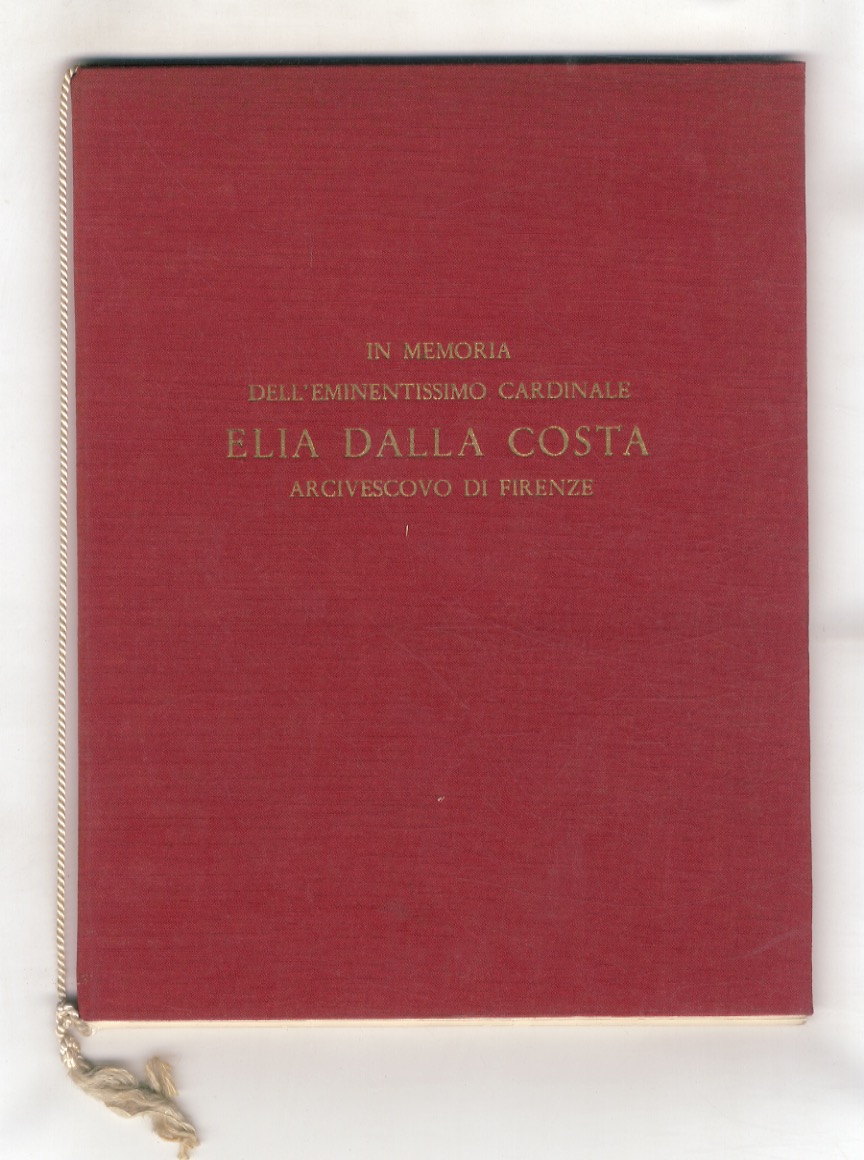 IN MEMORIA
DELL'EMINENTISSIMO CARDINALE
ELIA DALLA COSTA
ARCIVESCOVO DI FIRENZE